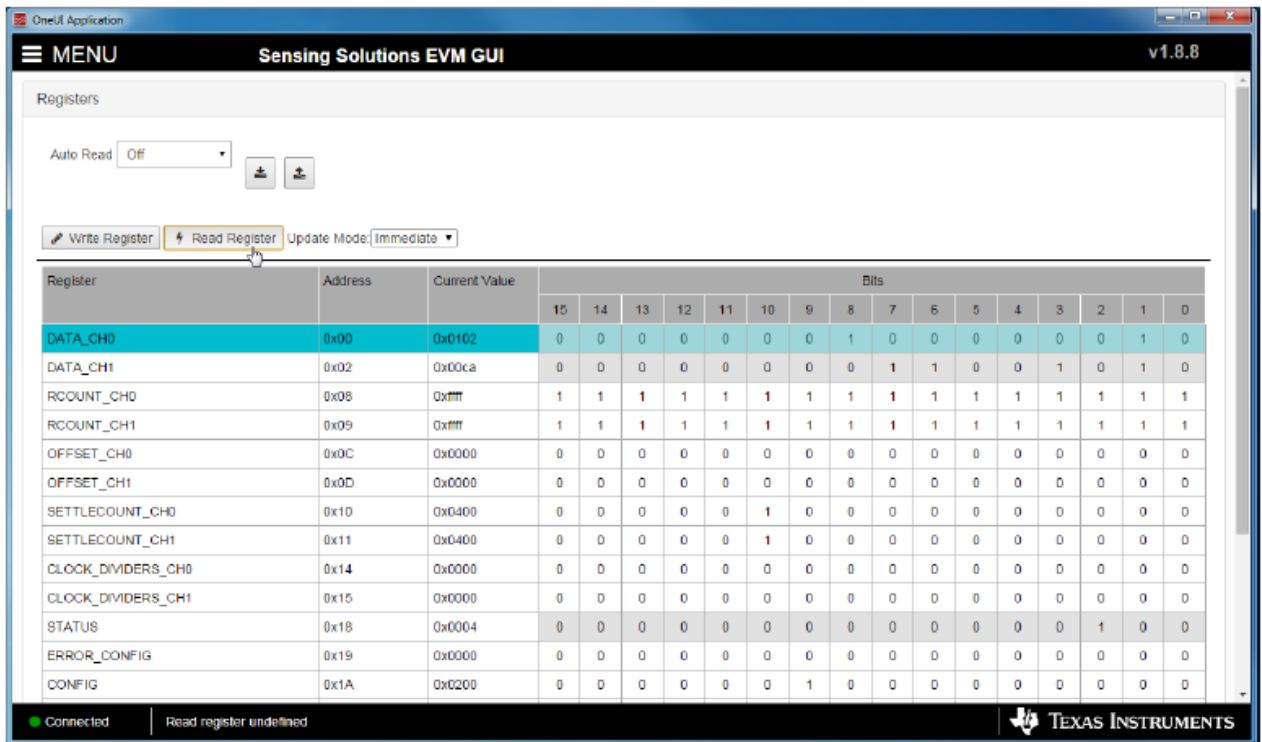 OneUI Application
MENU Sensing Solutions EVM GUI v1.8.8
Registers
Auto Read Off
Write Register Read Register Update Mode: Immediate
Register Address Current Value Bits
15 14 13 12 11 10 9 8 7 6 5 4 3 2 1 0
DATA_CH0 0x00 0x0102 0 0 0 0 0 0 0 1 0 0 0 0 0 0 1 0
DATA_CH1 0x02 0x00ca 0 0 0 0 0 0 0 0 1 1 0 0 1 0 1 0
RCOUNT_CH0 0x08 0xffff 1 1 1 1 1 1 1 1 1 1 1 1 1 1 1 1
RCOUNT_CH1 0x09 0xffff 1 1 1 1 1 1 1 1 1 1 1 1 1 1 1 1
OFFSET_CH0 0x0C 0x0000 0 0 0 0 0 0 0 0 0 0 0 0 0 0 0 0
OFFSET_CH1 0x0D 0x0000 0 0 0 0 0 0 0 0 0 0 0 0 0 0 0 0
SETTLECOUNT_CH0 0x10 0x0400 0 0 0 0 0 1 0 0 0 0 0 0 0 0 0 0
SETTLECOUNT_CH1 0x11 0x0400 0 0 0 0 0 1 0 0 0 0 0 0 0 0 0 0
CLOCK_DIVIDERS_CH0 0x14 0x0000 0 0 0 0 0 0 0 0 0 0 0 0 0 0 0 0
CLOCK_DIVIDERS_CH1 0x15 0x0000 0 0 0 0 0 0 0 0 0 0 0 0 0 0 0 0
STATUS 0x18 0x0004 0 0 0 0 0 0 0 0 0 0 0 0 0 1 0 0
ERROR_CONFIG 0x19 0x0000 0 0 0 0 0 0 0 0 0 0 0 0 0 0 0 0
CONFIG 0x1A 0x0200 0 0 0 0 0 0 1 0 0 0 0 0 0 0 0 0
Connected Read register undefined TEXAS INSTRUMENTS